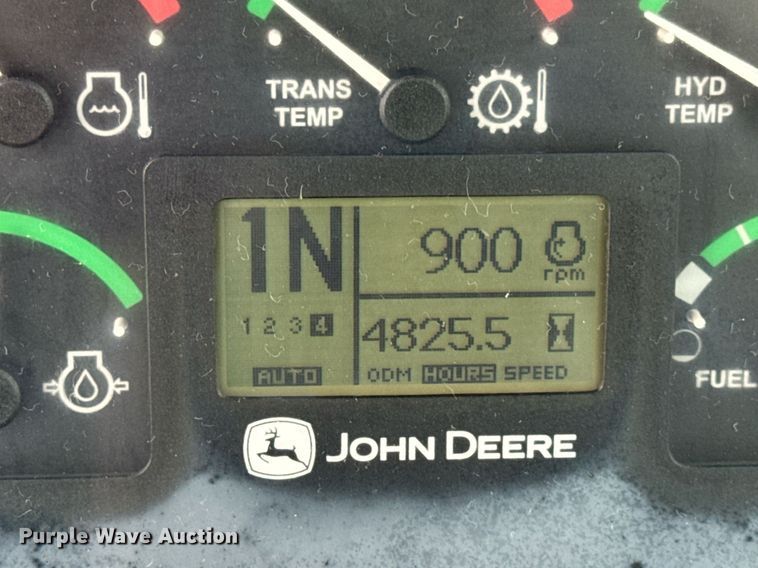 TRANS
TEMP
HYD
TEMP
1N
900
rpm
1 2 3 4
4825.5
AUTO
ODM HOURS SPEED
FUEL
JOHN DEERE
Purple Wave Auction